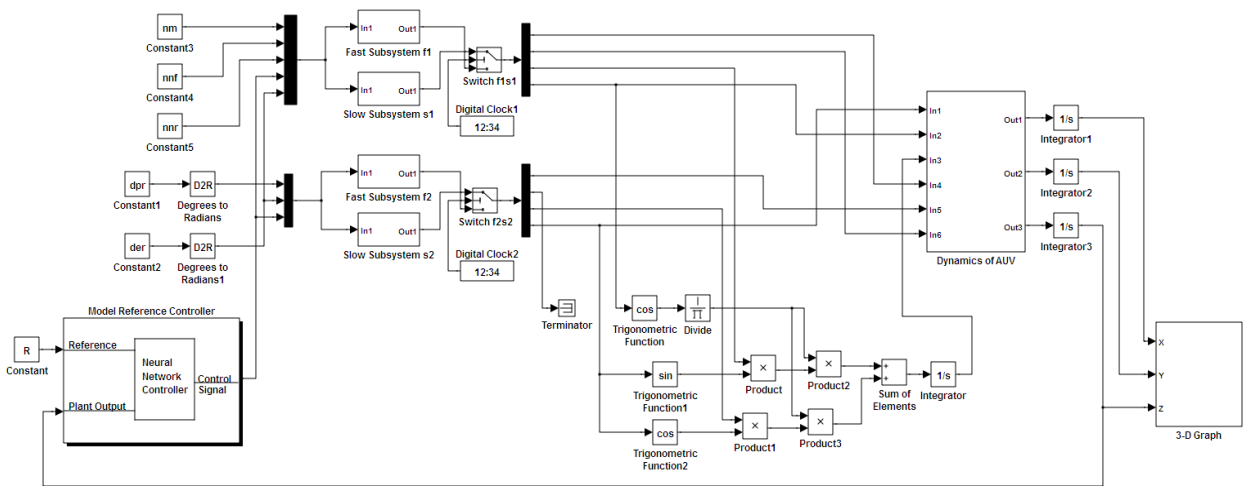 nm
Constant3
nnf
Constant4
nnr
Constant5
In1 Out1
Fast Subsystem f1
In1 Out1
Slow Subsystem s1
Switch f1s1
Digital Clock1
12:34
dpr
Constant1
D2R
Degrees to
Radians
der
Constant2
D2R
Degrees to
Radians1
In1 Out1
Fast Subsystem f2
In1 Out1
Slow Subsystem s2
Switch f2s2
Digital Clock2
12:34
In1
In2
In3
In4
In5
In6
Out1
Out2
Out3
Dynamics of AUV
1/s
Integrator1
1/s
Integrator2
1/s
Integrator3
Model Reference Controller
R
Constant
Reference
Plant Output
Neural
Network
Controller
Control
Signal
Terminator
cos
Trigonometric
Function
Divide
sin
Trigonometric
Function1
cos
Trigonometric
Function2
×
Product
×
Product1
×
Product2
×
Product3
+
+
Sum of
Elements
1/s
Integrator
X
Y
Z
3-D Graph